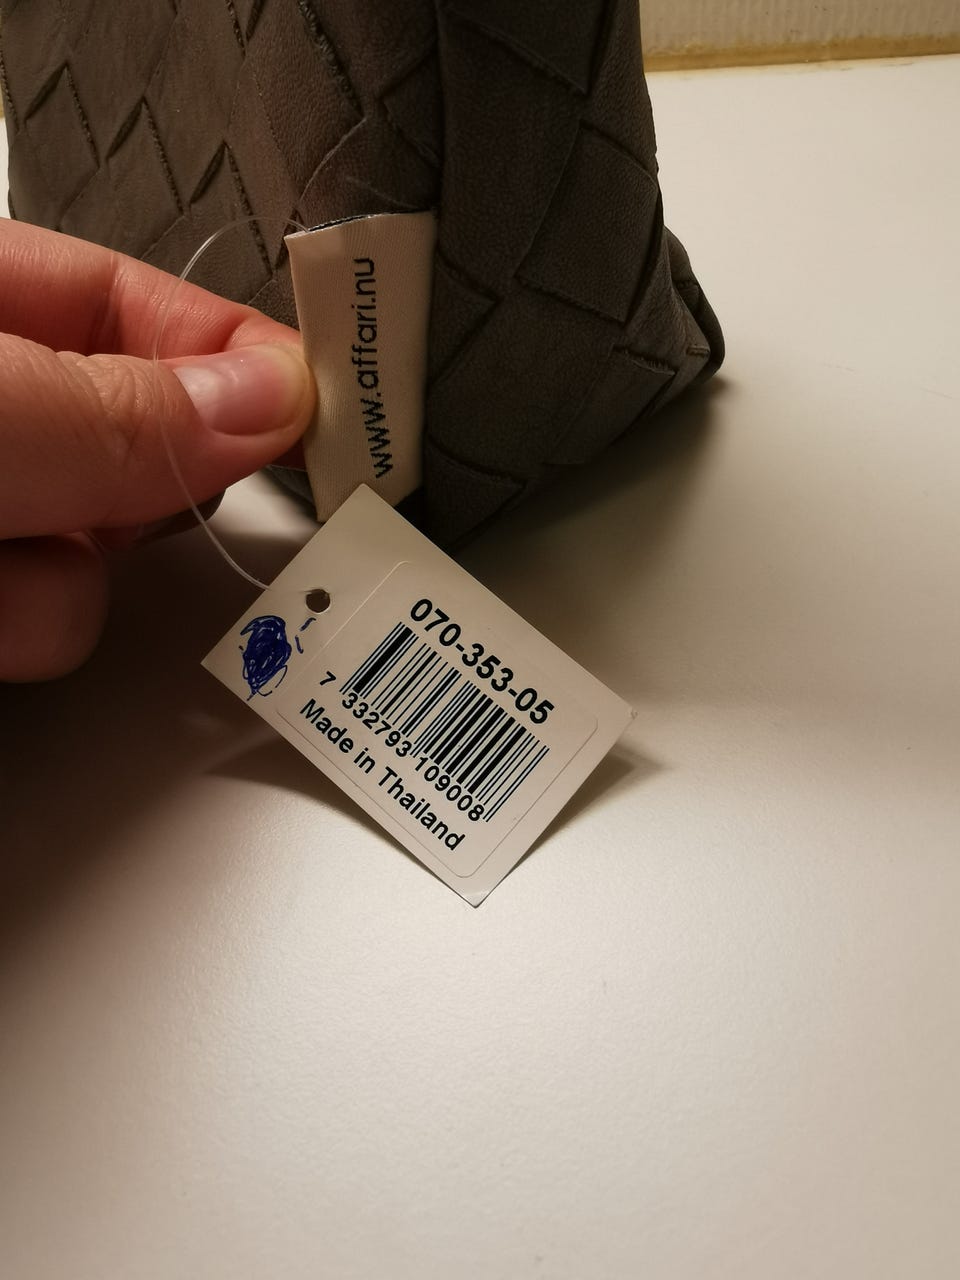 www.affari.nu
070-353-05
7 332793 109008
Made in Thailand